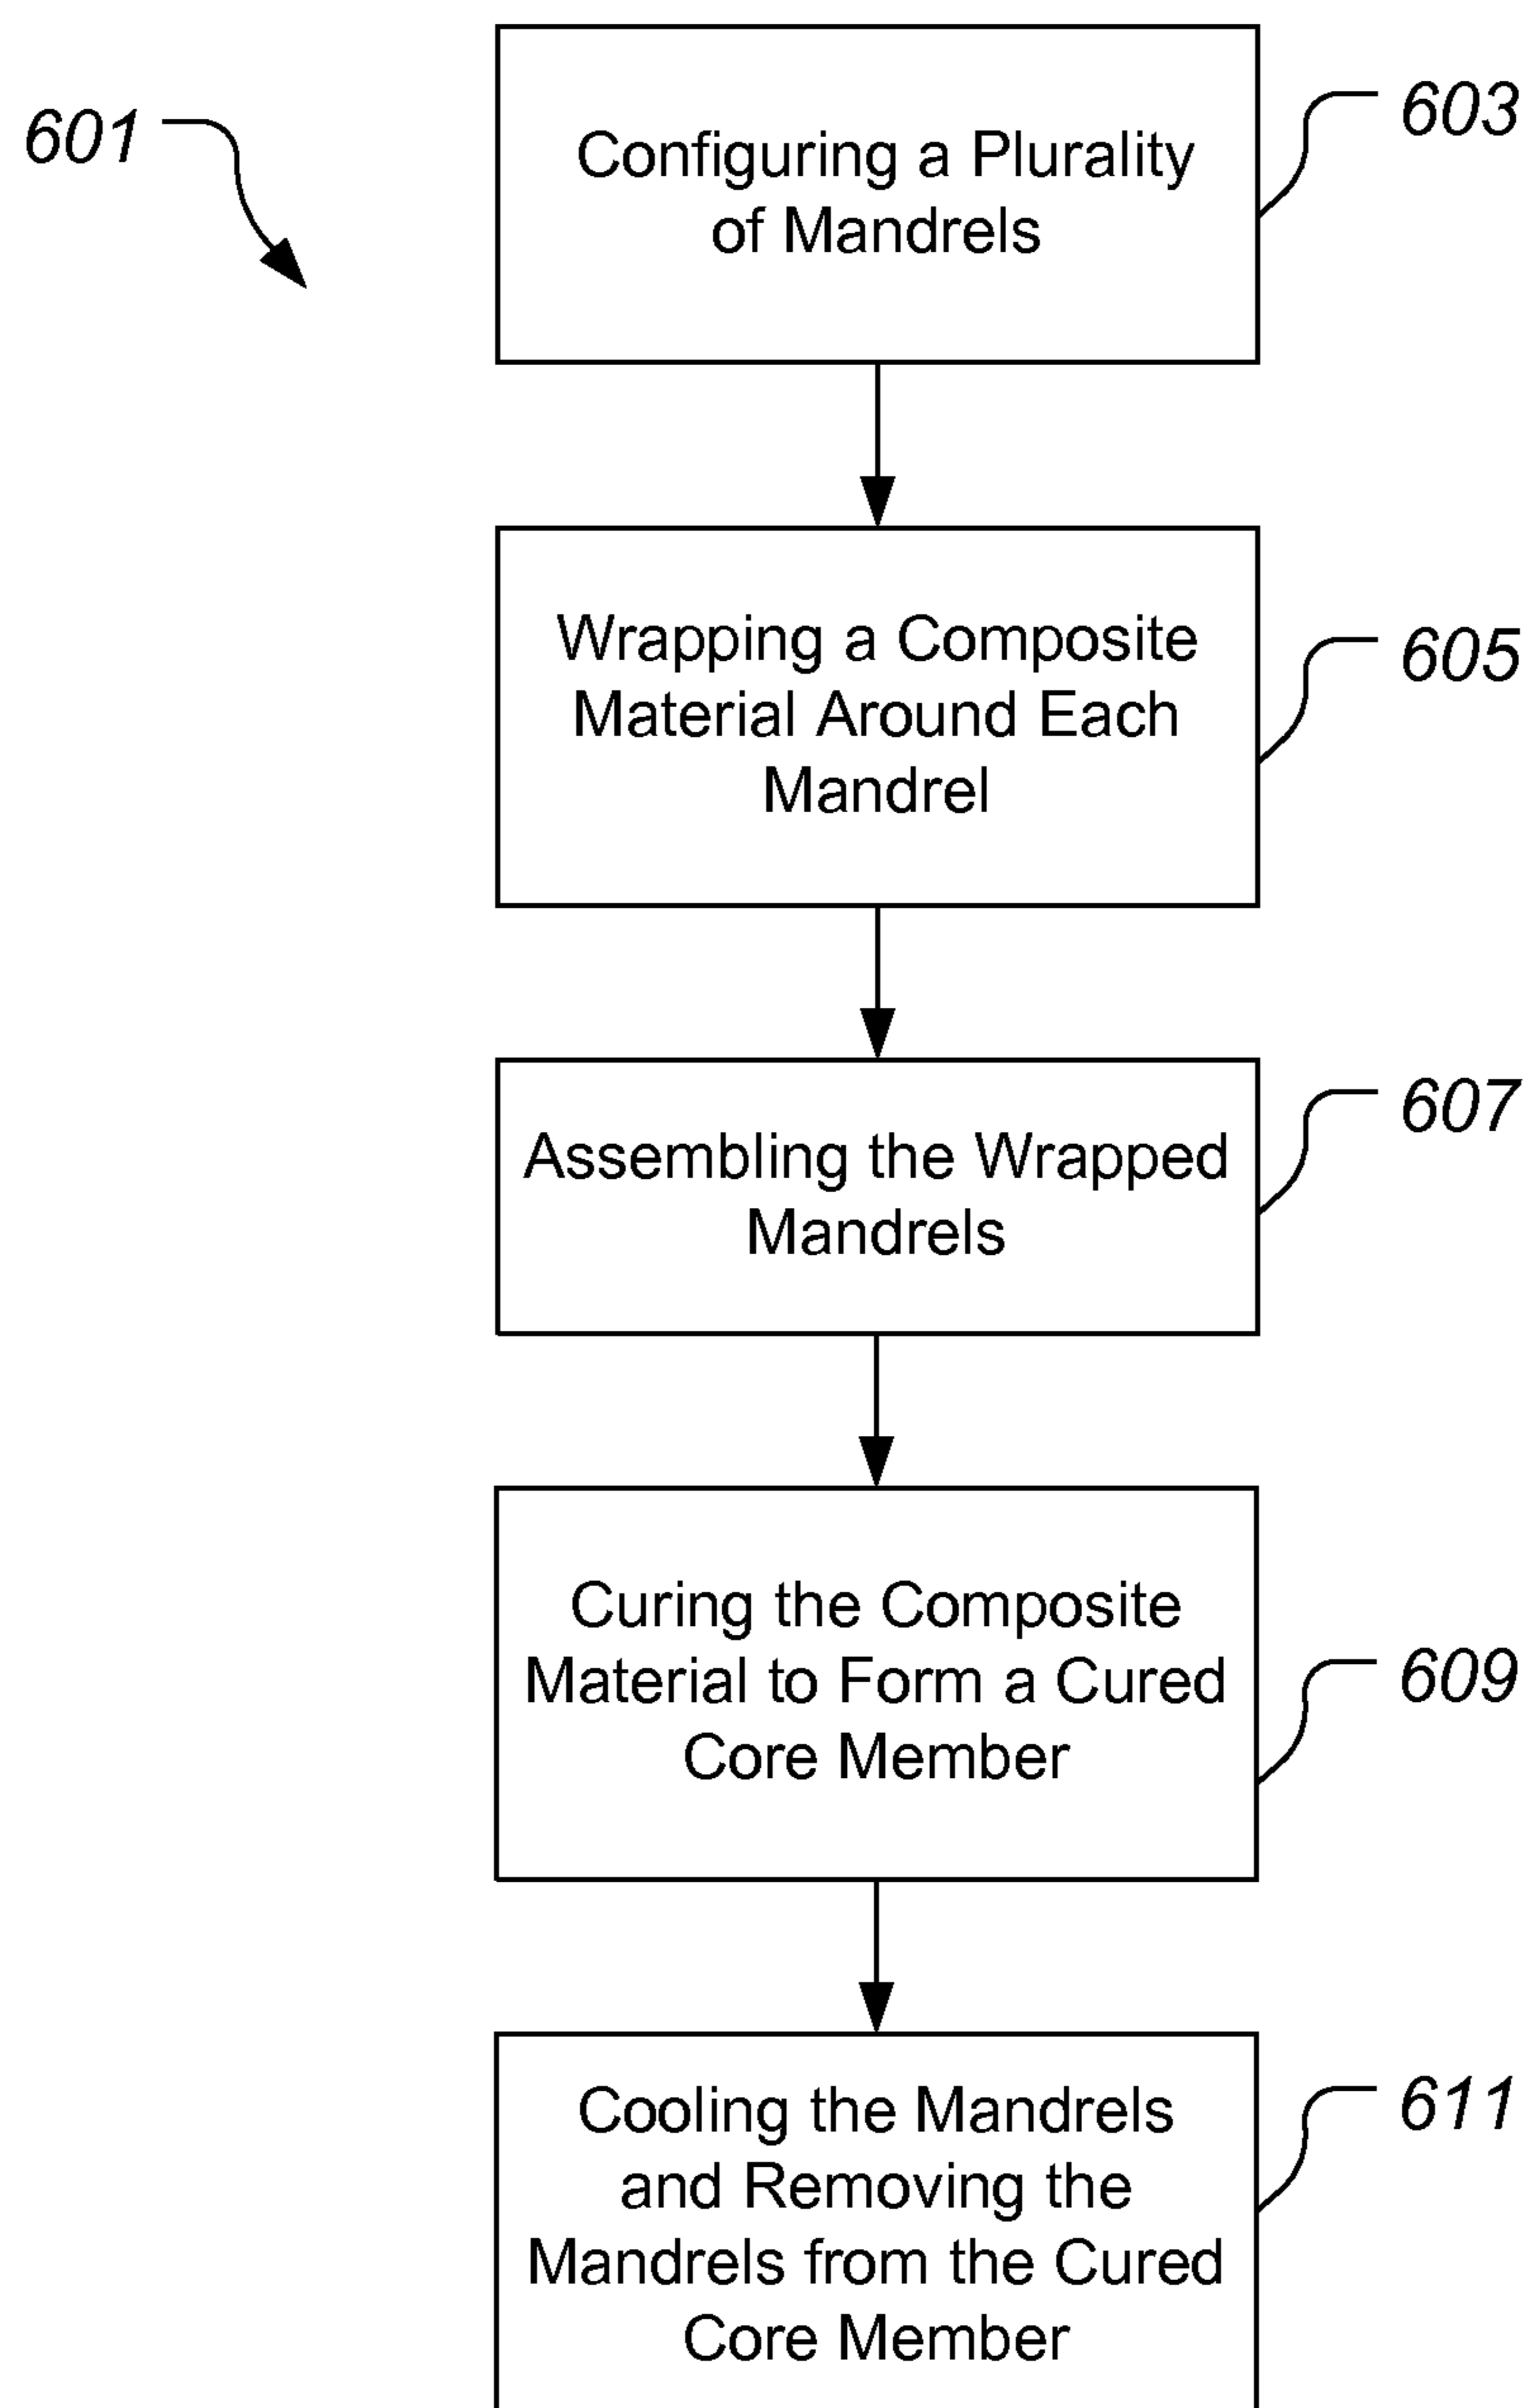 601
603
Configuring a Plurality
of Mandrels
Wrapping a Composite
Material Around Each
Mandrel
605
Assembling the Wrapped
Mandrels
607
Curing the Composite
Material to Form a Cured
Core Member
609
Cooling the Mandrels
and Removing the
Mandrels from the Cured
Core Member
611